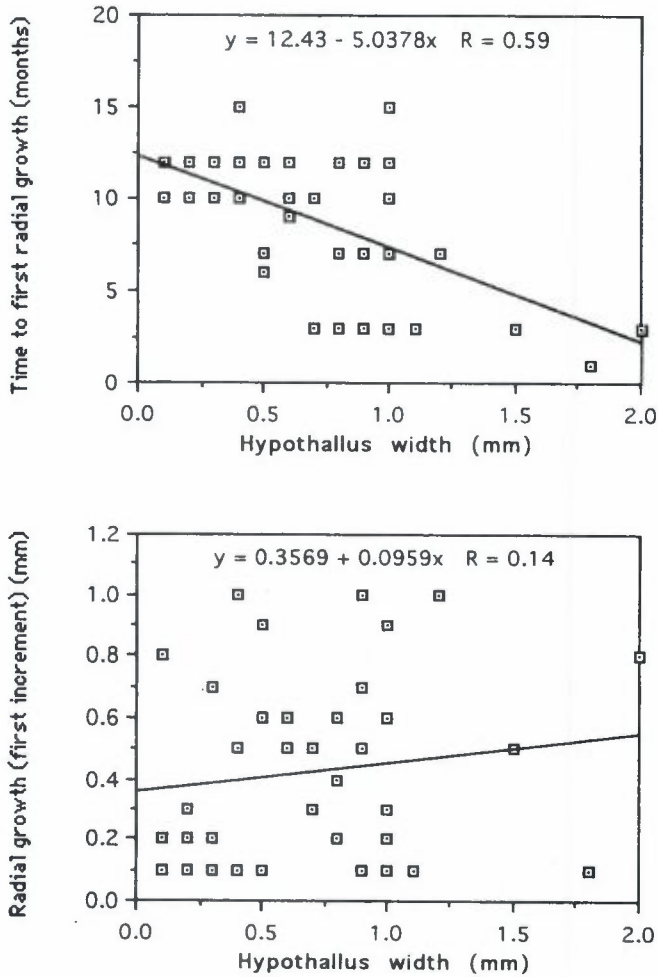 20
y = 12.43 - 5.0378x R = 0.59
15
10
5
0
Time to first radial growth (months)
0.0 0.5 1.0 1.5 2.0
Hypothallus width (mm)
1.2
y = 0.3569 + 0.0959x R = 0.14
1.0
0.8
0.6
0.4
0.2
0.0
Radial growth (first increment) (mm)
0.0 0.5 1.0 1.5 2.0
Hypothallus width (mm)